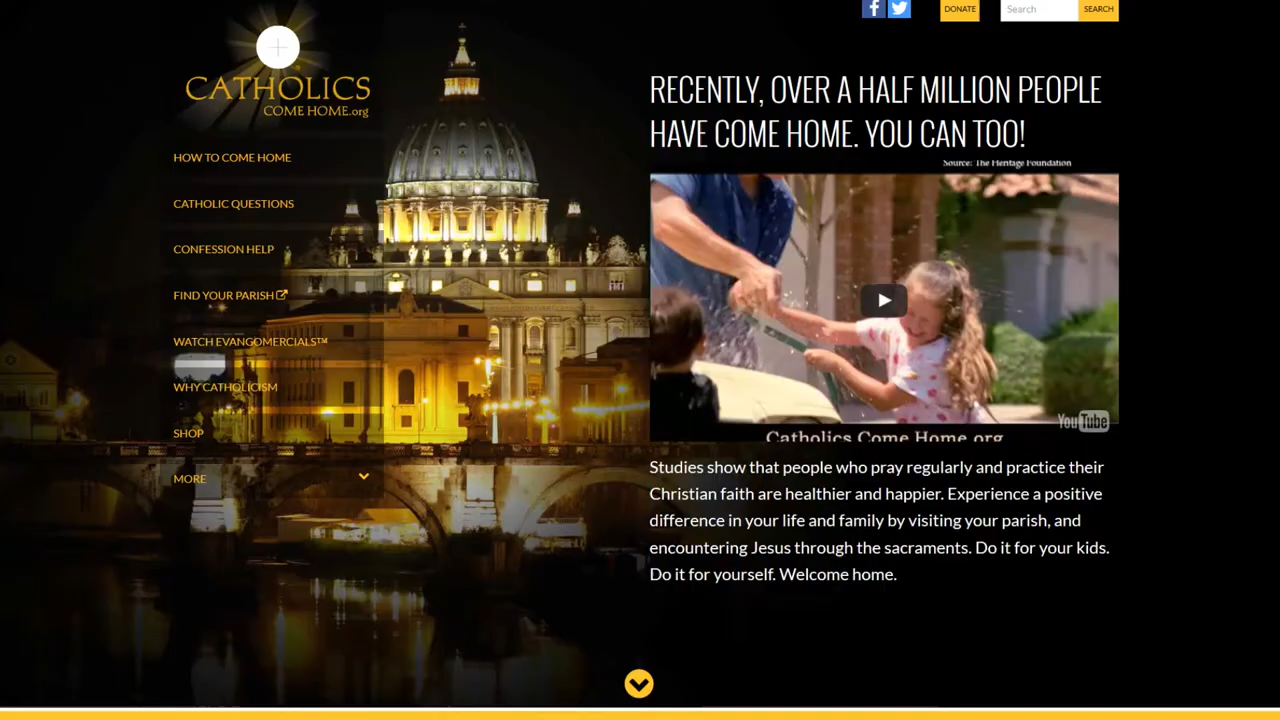 DONATE
Search
SEARCH
CATHOLICS
COME HOME.org
HOW TO COME HOME
CATHOLIC QUESTIONS
CONFESSION HELP
FIND YOUR PARISH
WATCH EVANGOMERCIALS™
WHY CATHOLICISM
SHOP
MORE
RECENTLY, OVER A HALF MILLION PEOPLE
HAVE COME HOME. YOU CAN TOO!
Source: The Heritage Foundation
YouTube
Catholics Come Home.org
Studies show that people who pray regularly and practice their
Christian faith are healthier and happier. Experience a positive
difference in your life and family by visiting your parish, and
encountering Jesus through the sacraments. Do it for your kids.
Do it for yourself. Welcome home.